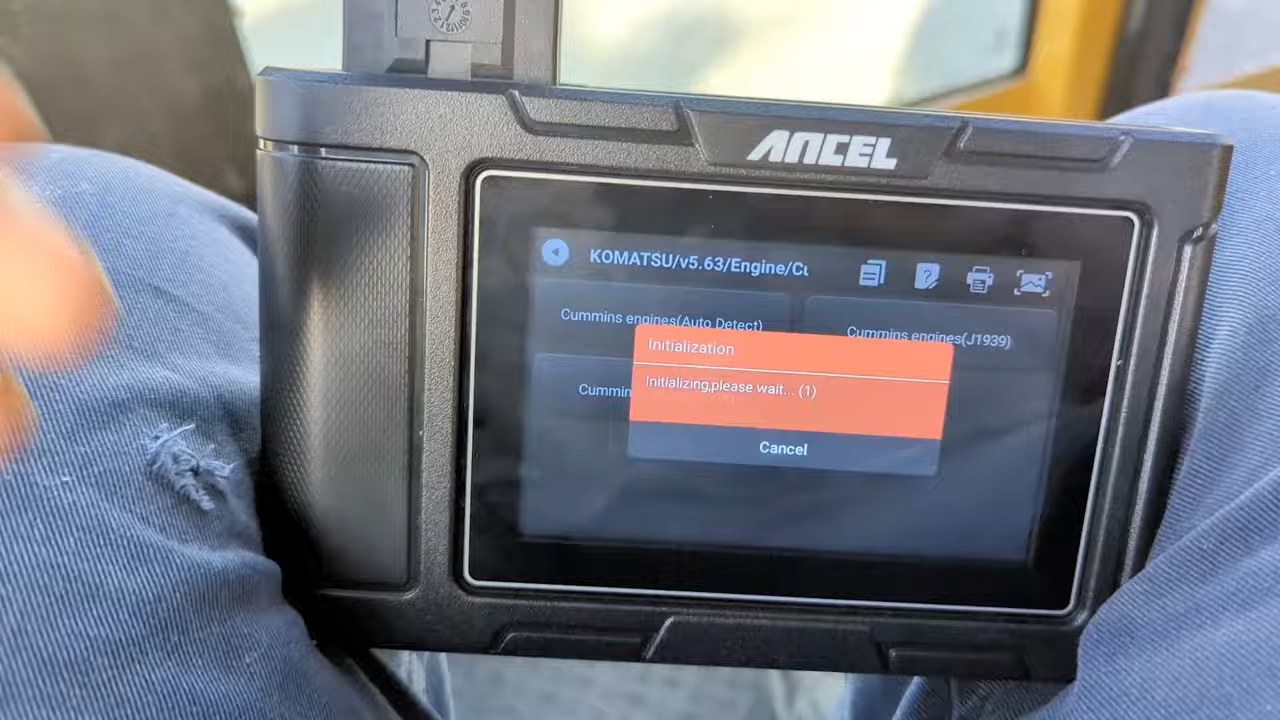 ANCEL
KOMATSU/v5.63/Engine/Cu
Cummins engines(Auto Detect)
Cummins engines(J1939)
Initialization
Initializing,please wait... (1)
Cummin
Cancel